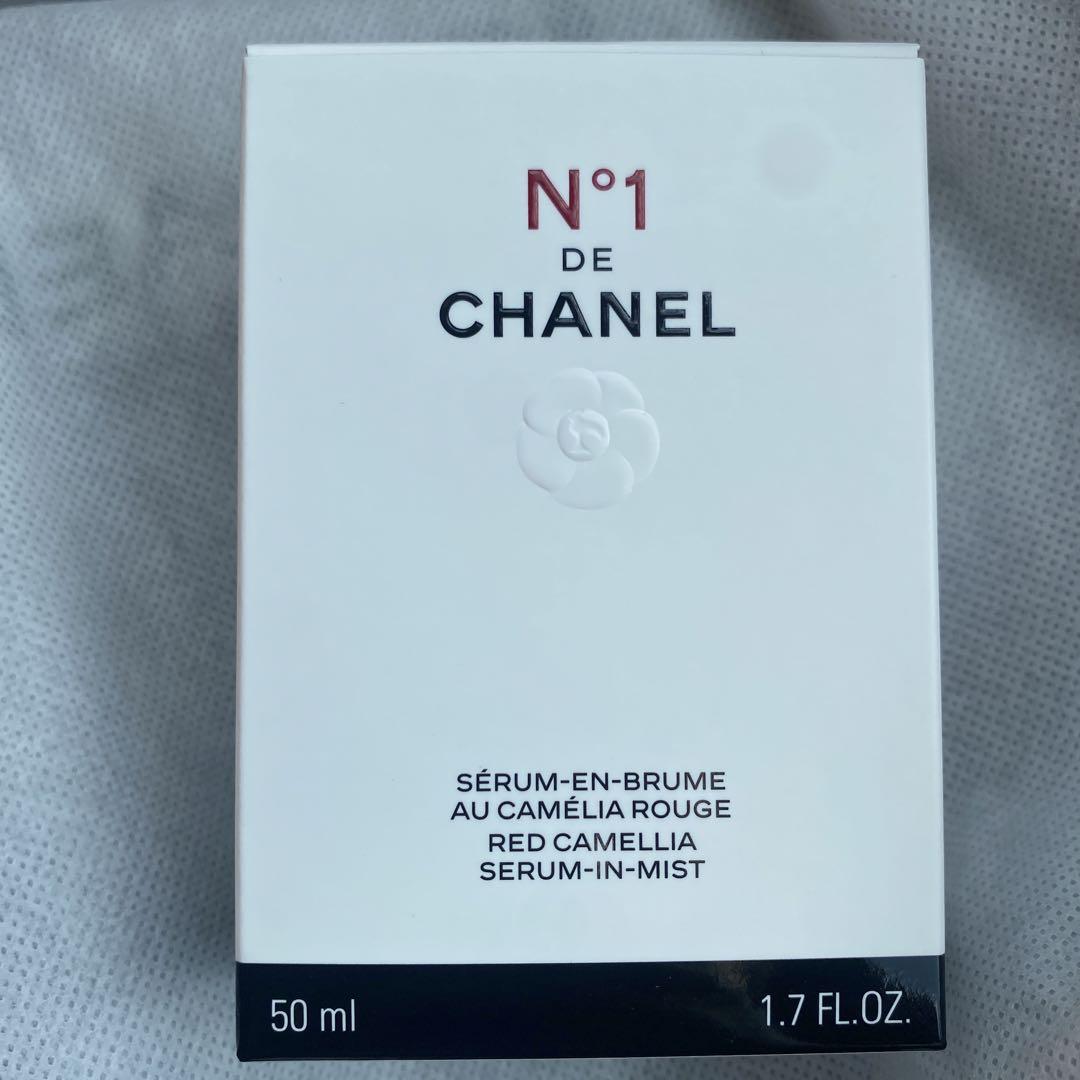 N°1
DE
CHANEL
SÉRUM-EN-BRUME
AU CAMÉLIA ROUGE
RED CAMELLIA
SERUM-IN-MIST
50 ml
1.7 FL.OZ.